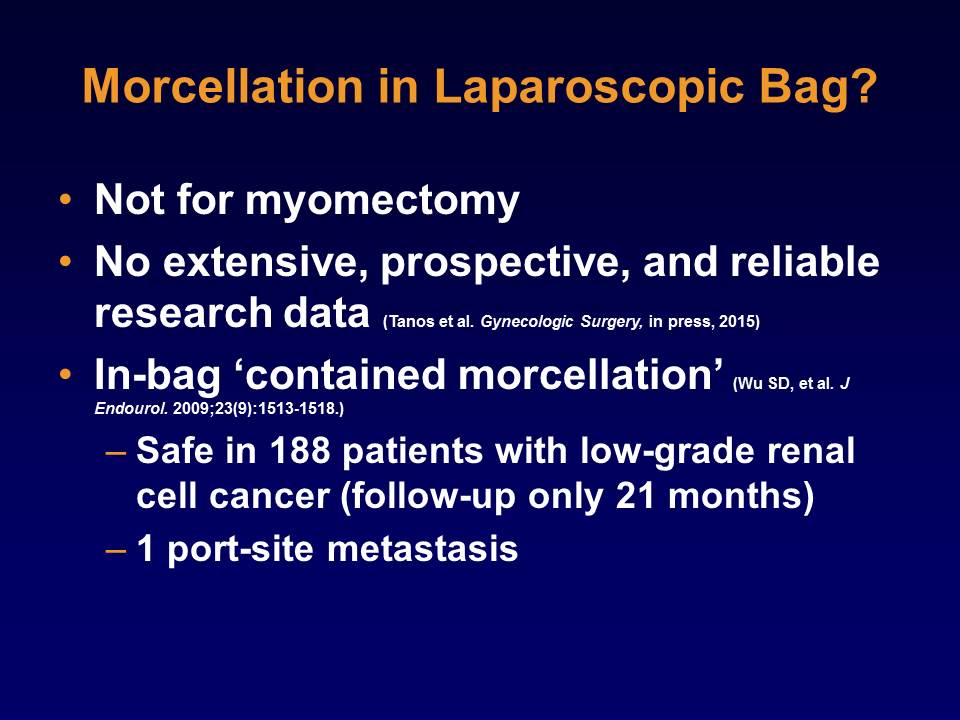 Morcellation in Laparoscopic Bag?
• Not for myomectomy
• No extensive, prospective, and reliable
research data (Tanos et al. Gynecologic Surgery, in press, 2015)
• In-bag ‘contained morcellation’ (Wu SD, et al. J
Endourol. 2009;23(9):1513-1518.)
– Safe in 188 patients with low-grade renal
cell cancer (follow-up only 21 months)
– 1 port-site metastasis